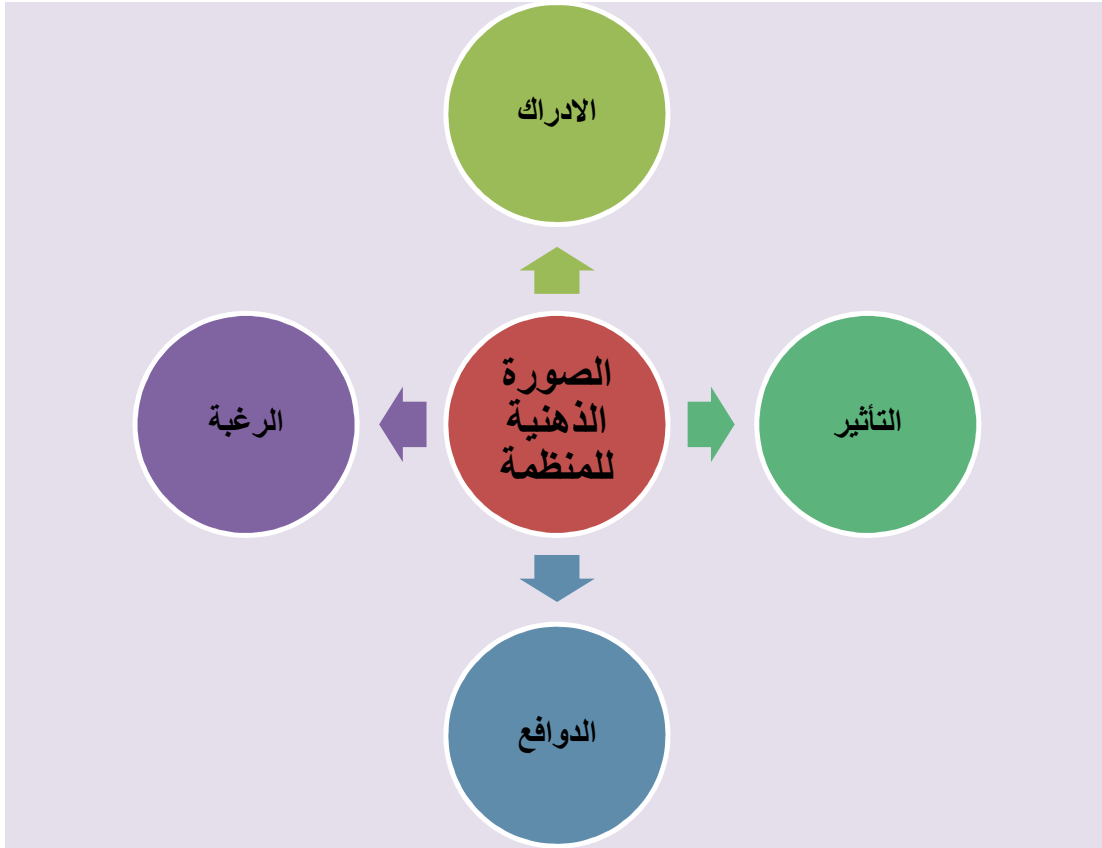 الادراك
التأثير
الصورة
الذهنية
للمنظمة
الرغبة
الدوافع